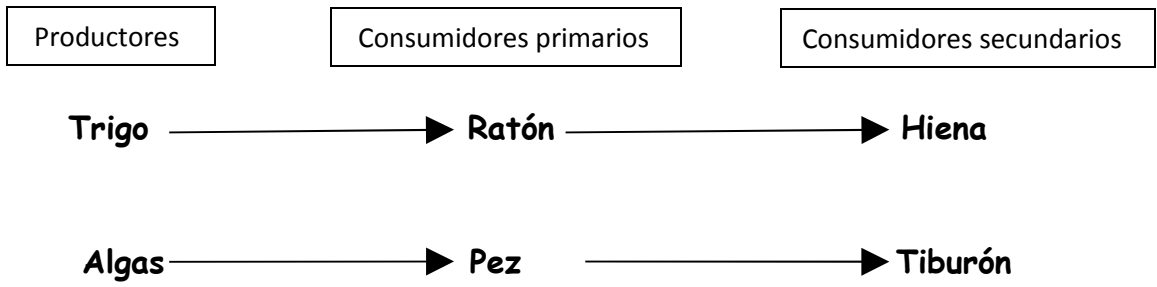 Productores Consumidores primarios Consumidores secundarios
Trigo Ratón Hiena
Algas Pez Tiburón